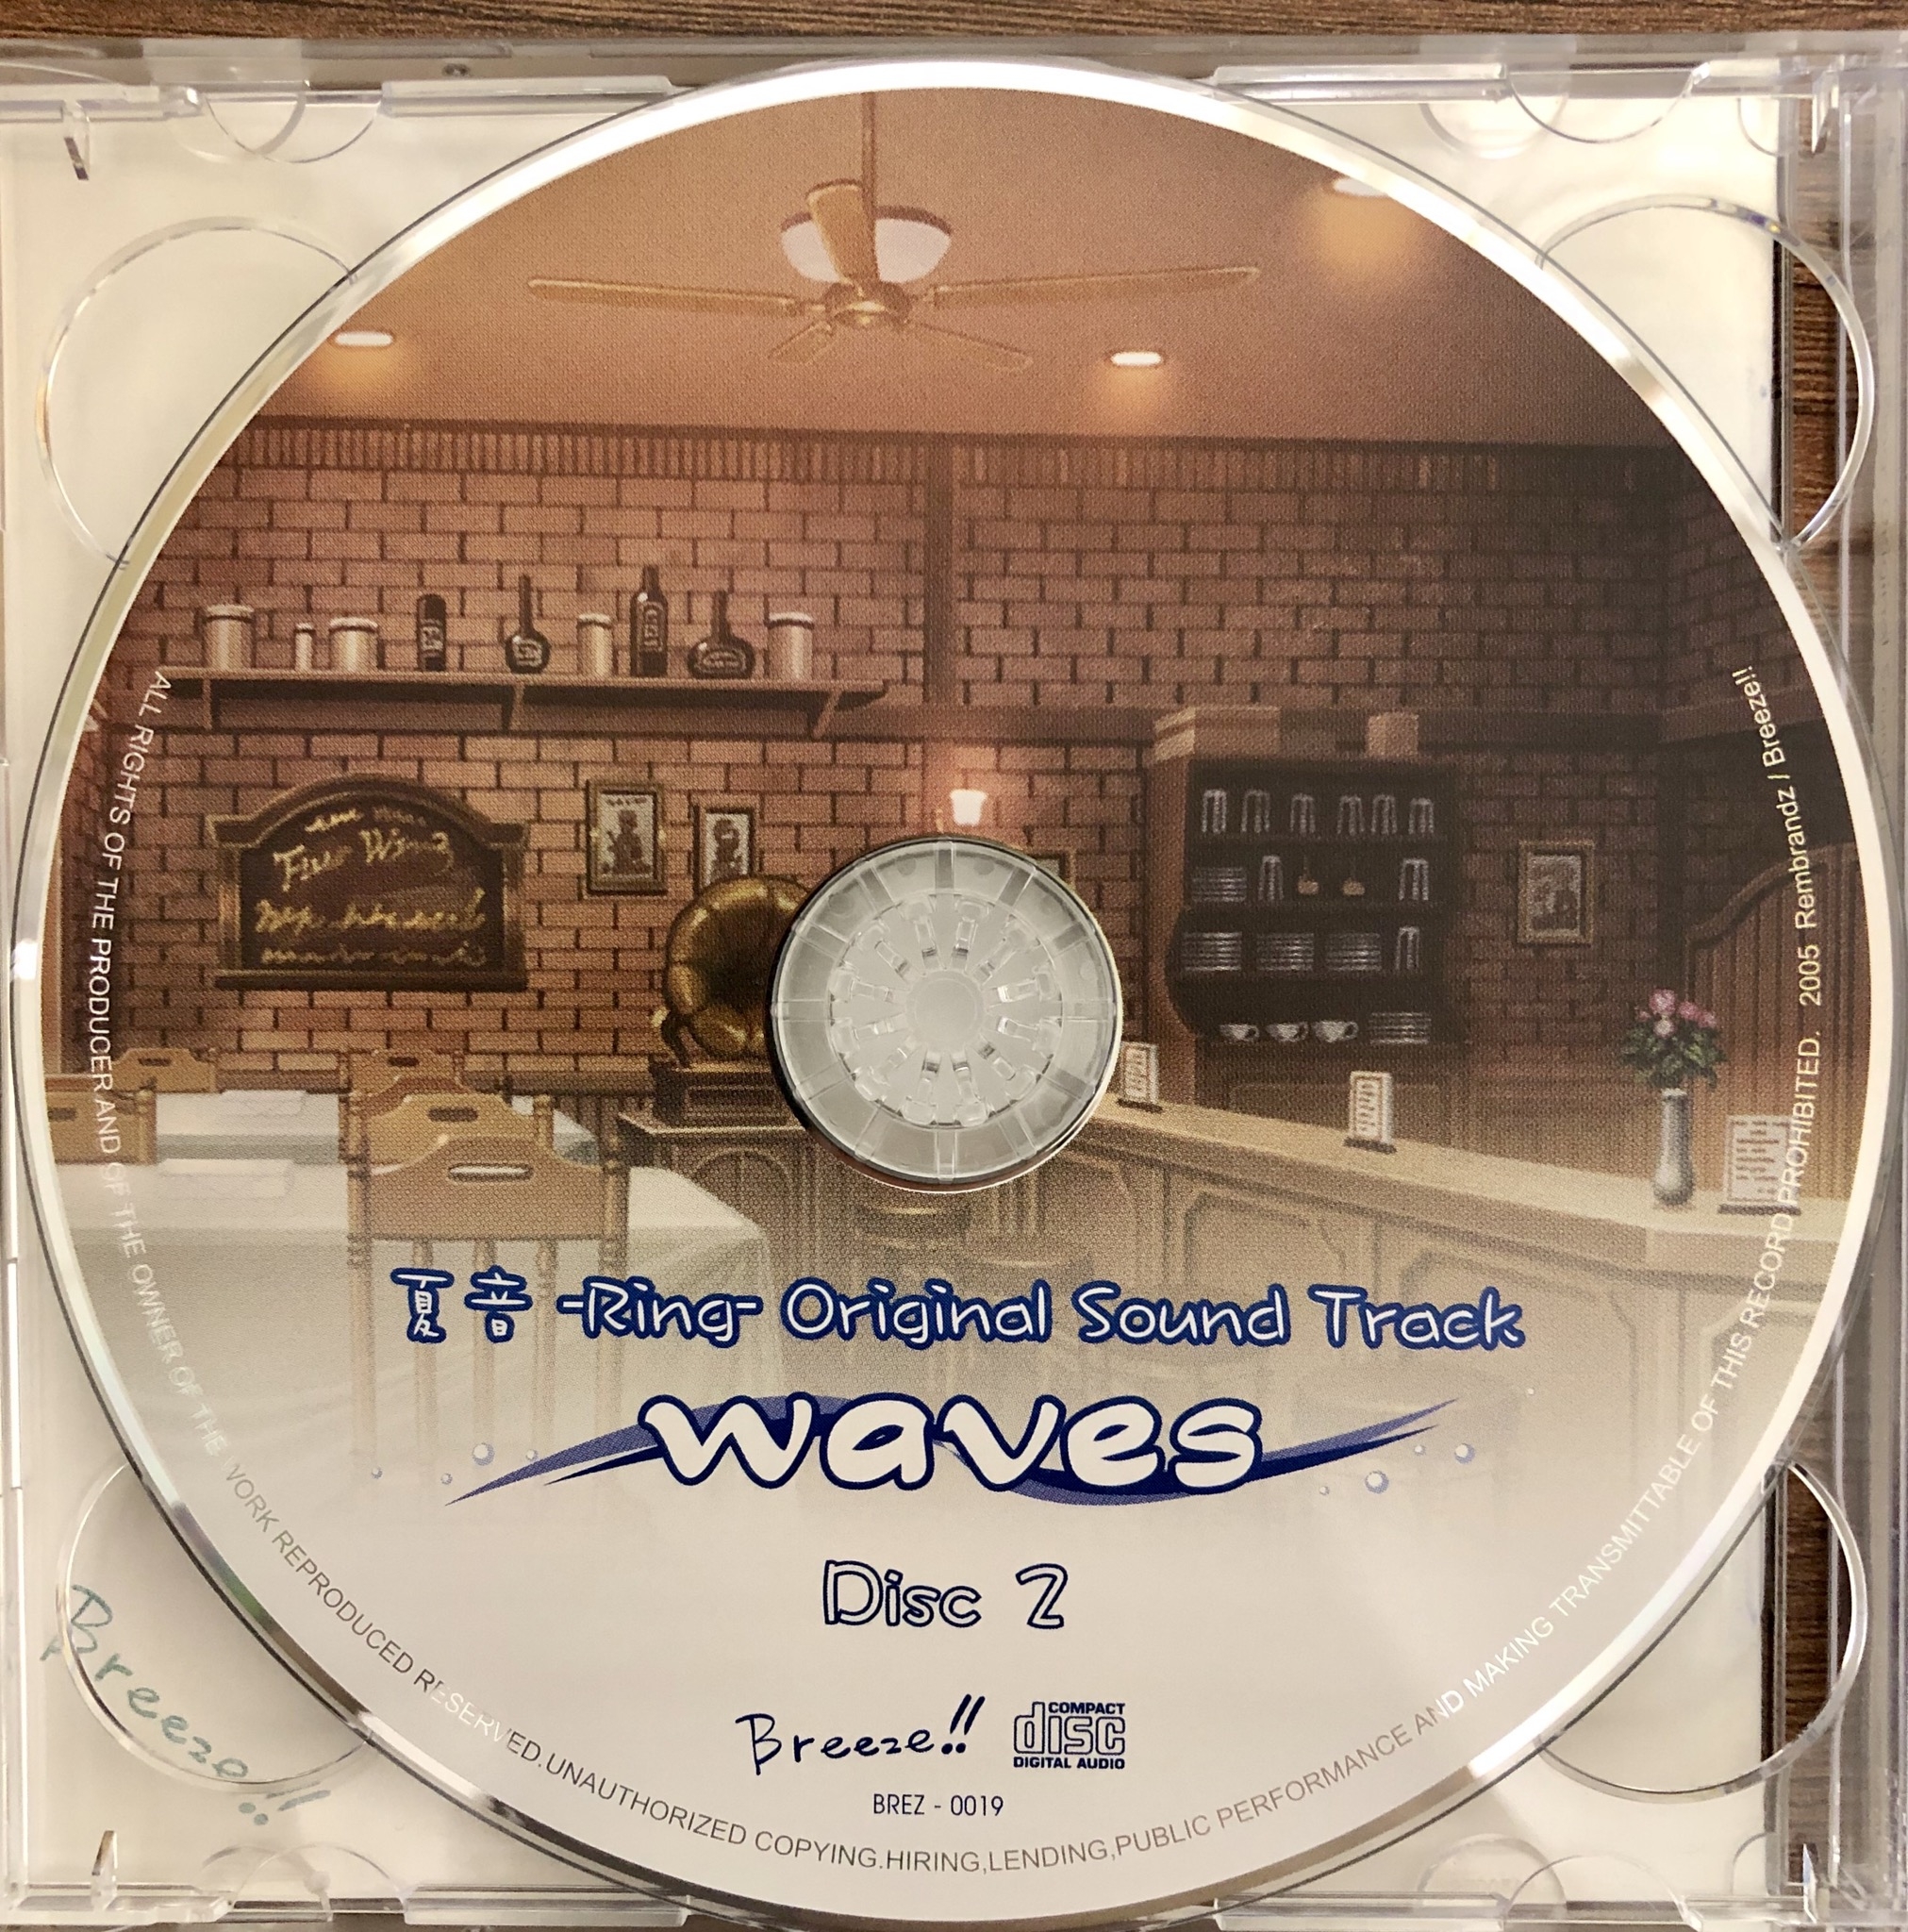 夏音 -Ring- Original Sound Track
waves
Disc 2
Breeze!!
COMPACT
disc
DIGITAL AUDIO
BREZ - 0019
ALL RIGHTS OF THE PRODUCER AND OF THE OWNER OF THE WORK REPRODUCED RESERVED.UNAUTHORIZED COPYING.HIRING,LENDING,PUBLIC PERFORMANCE AND MAKING TRANSMITTABLE OF THIS RECORD PROHIBITED. 2005 Rembrandz / Breeze!!
Breeze!!